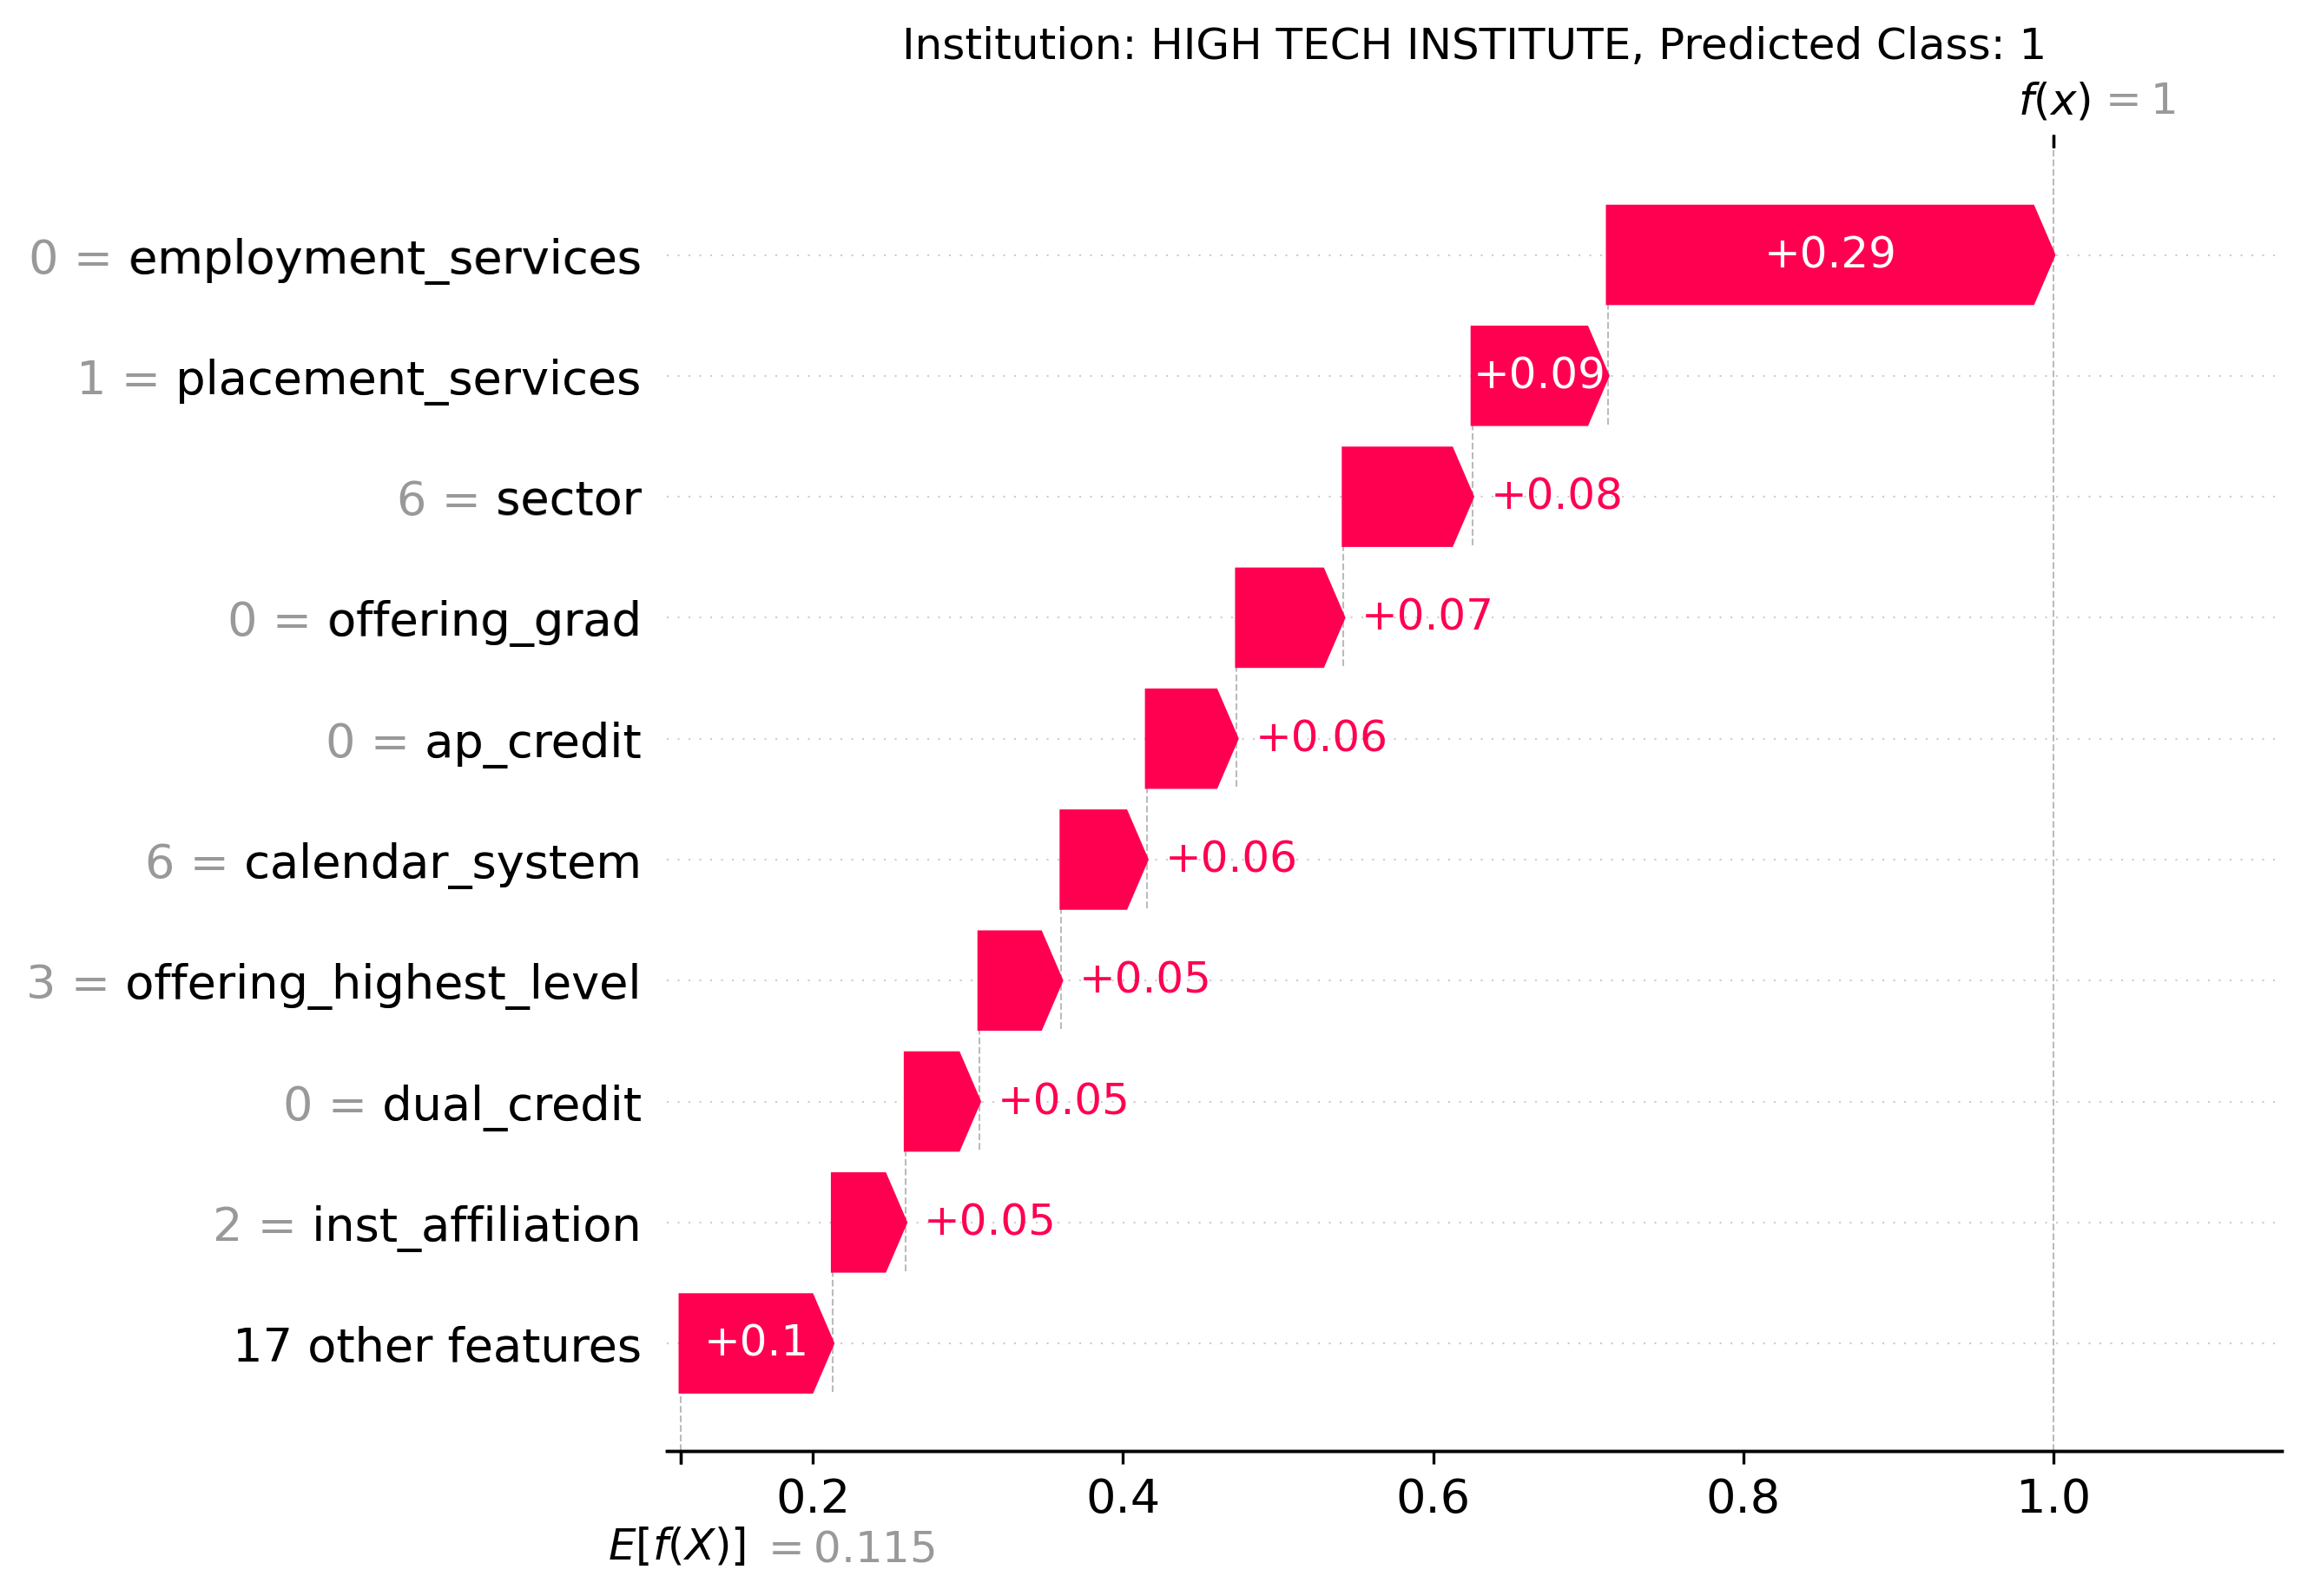 Institution: HIGH TECH INSTITUTE, Predicted Class: 1
f(x) = 1
0 = employment_services +0.29
1 = placement_services +0.09
6 = sector +0.08
0 = offering_grad +0.07
0 = ap_credit +0.06
6 = calendar_system +0.06
3 = offering_highest_level +0.05
0 = dual_credit +0.05
2 = inst_affiliation +0.05
17 other features +0.1
0.2 0.4 0.6 0.8 1.0
E[f(X)] = 0.115